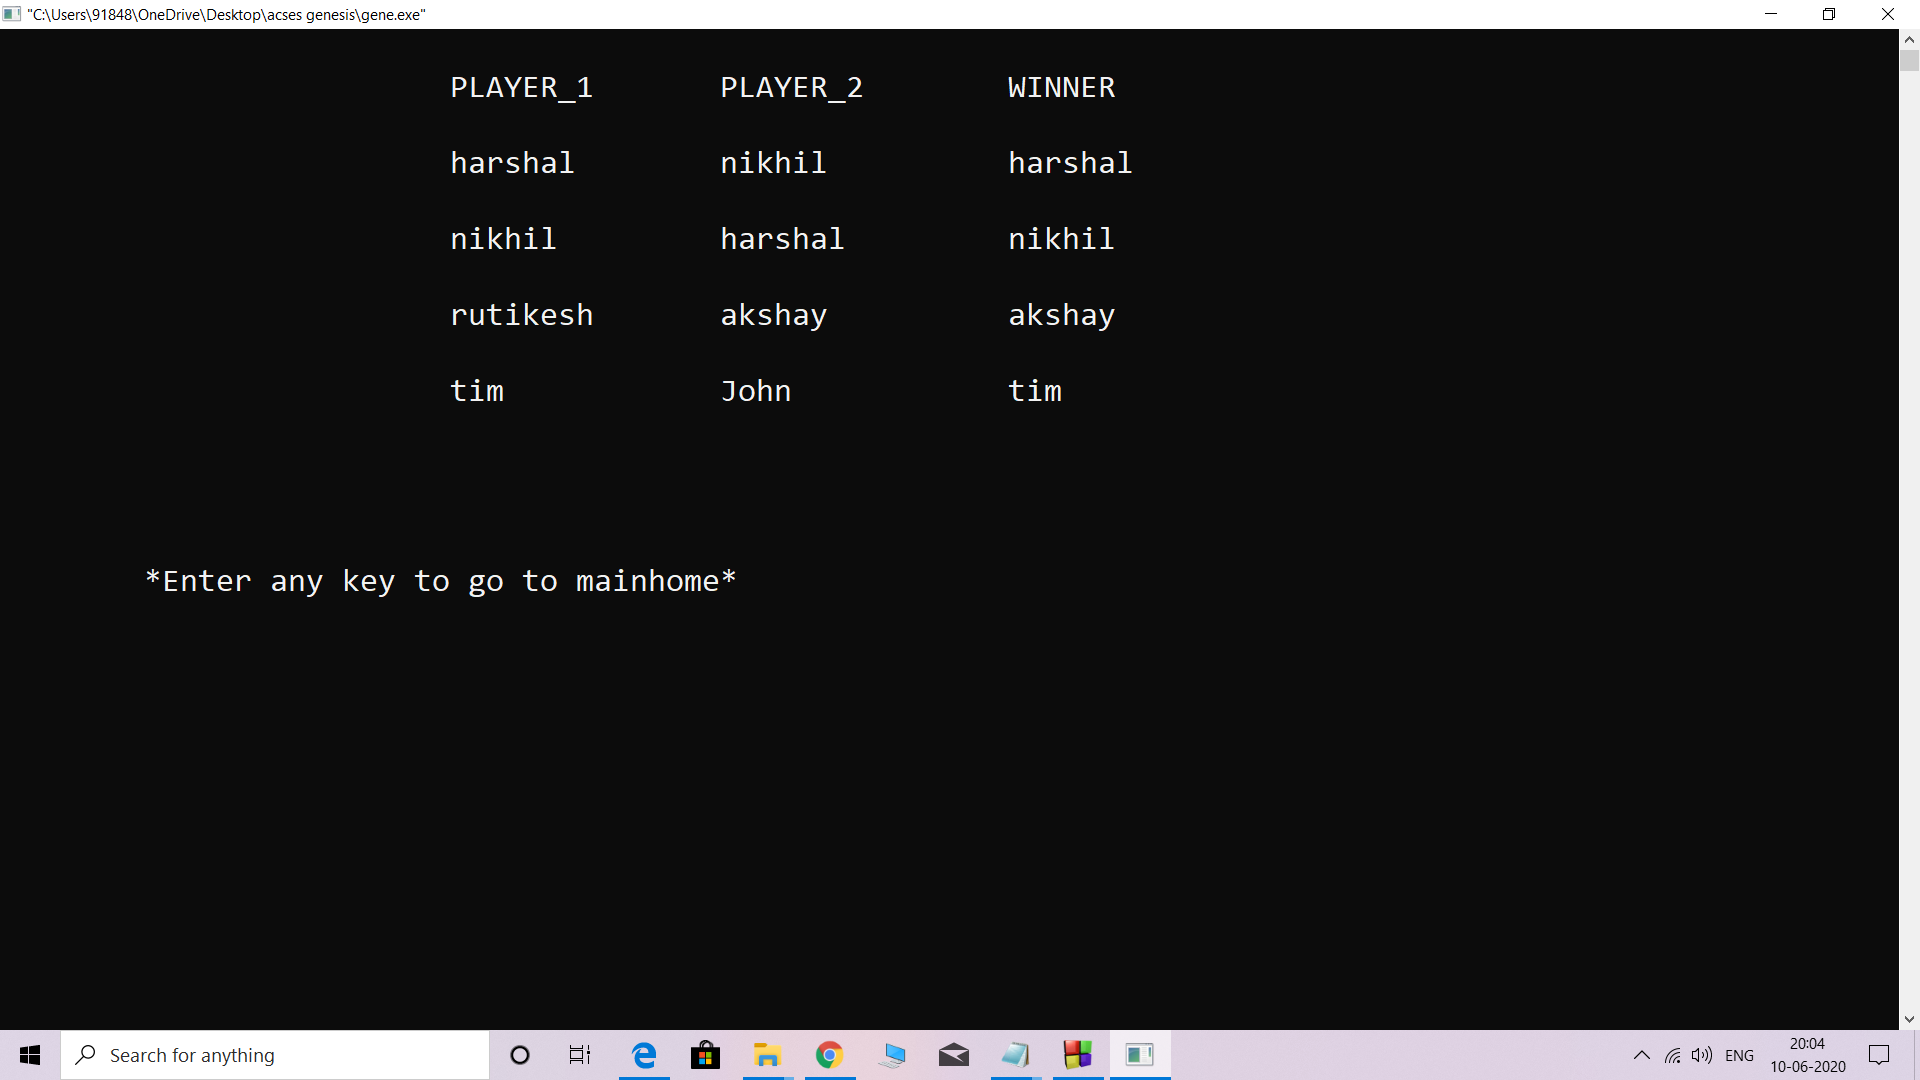 "C:\Users\91848\OneDrive\Desktop\acses genesis\gene.exe"
PLAYER_1 PLAYER_2 WINNER
harshal nikhil harshal
nikhil harshal nikhil
rutikesh akshay akshay
tim John tim
*Enter any key to go to mainhome*
Search for anything
ENG
20:04
10-06-2020